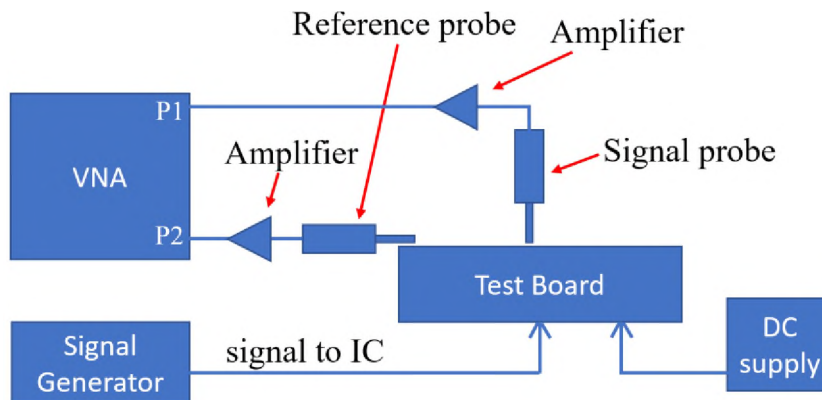 Reference probe
Amplifier
P1
Amplifier
Signal probe
VNA
P2
Test Board
Signal
Generator
signal to IC
DC
supply